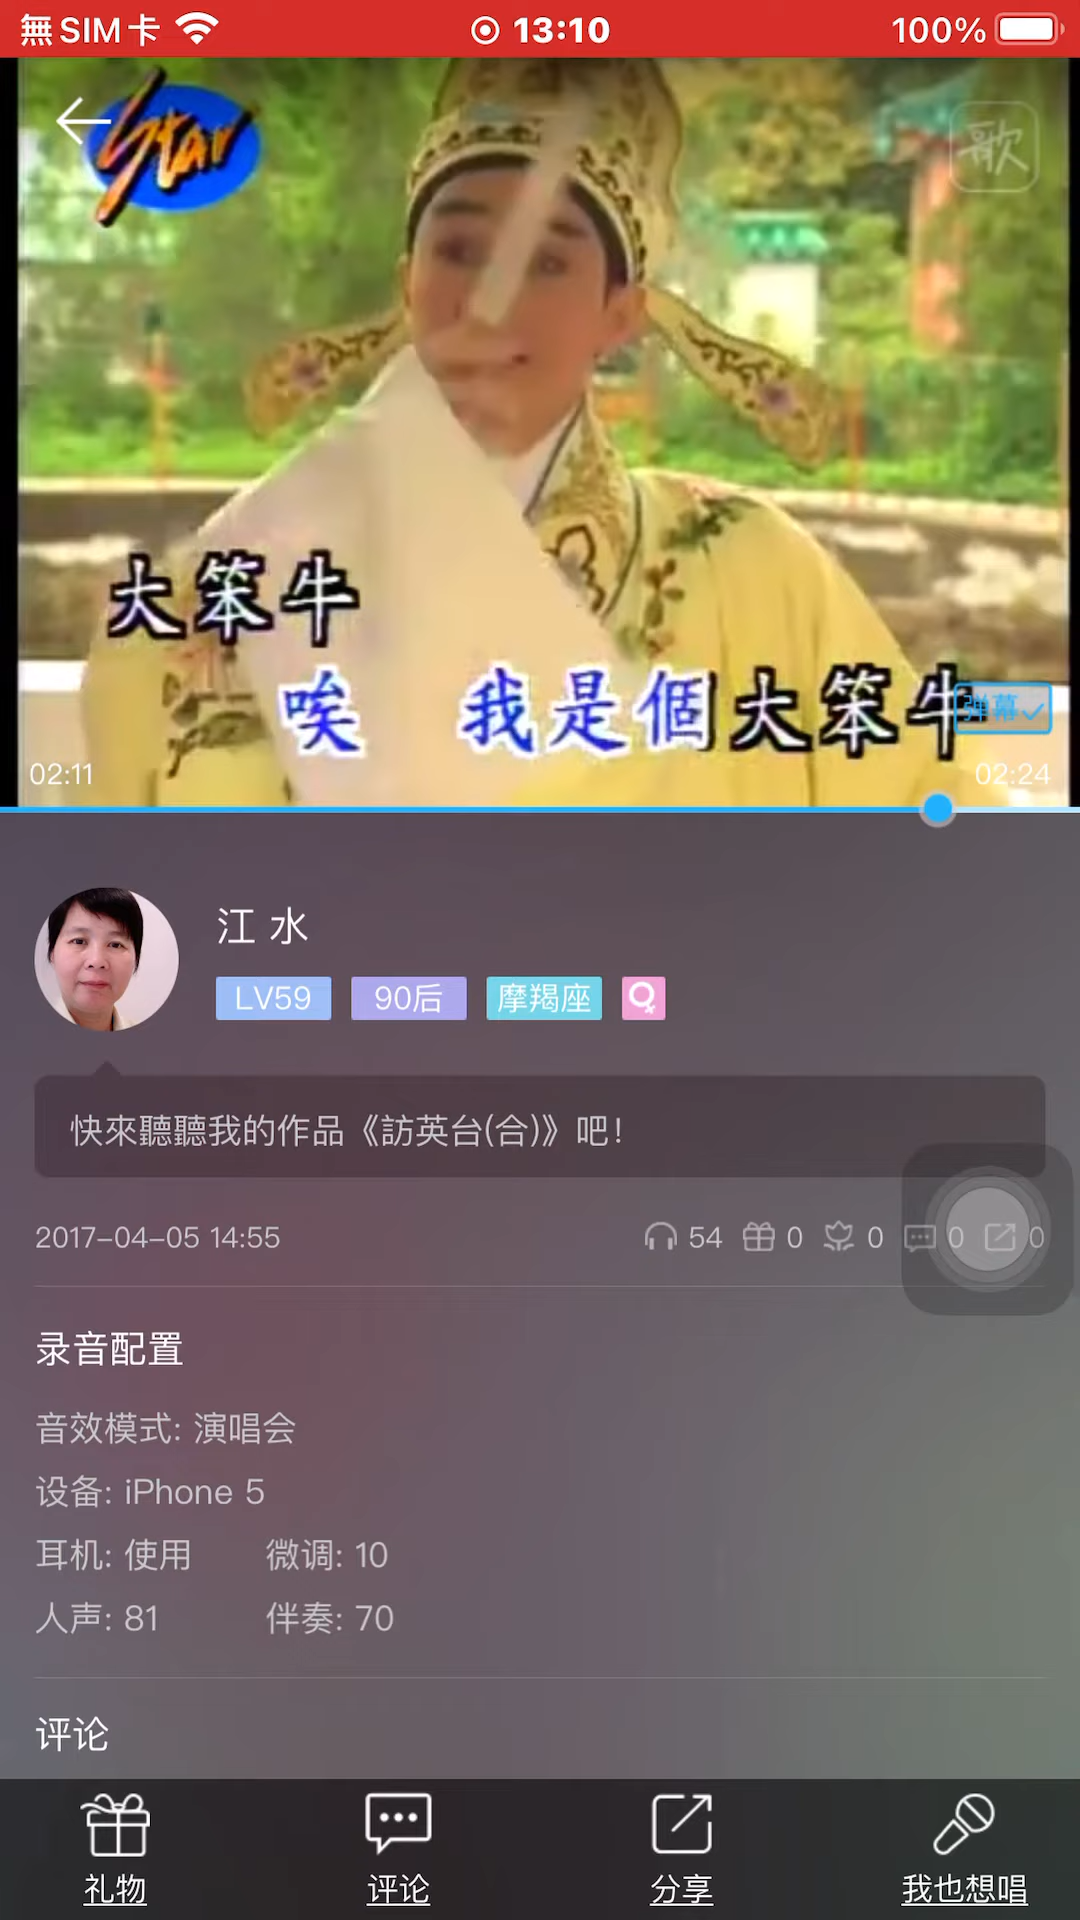 無SIM卡 13:10 100%
Star
歌
大笨牛
唉 我是個大笨牛
弹幕
02:11 02:24
江 水
LV59 90后 摩羯座
快來聽聽我的作品《訪英台(合)》吧!
2017-04-05 14:55 54 0 0 0 0
录音配置
音效模式: 演唱会
设备: iPhone 5
耳机: 使用 微调: 10
人声: 81 伴奏: 70
评论
礼物 评论 分享 我也想唱